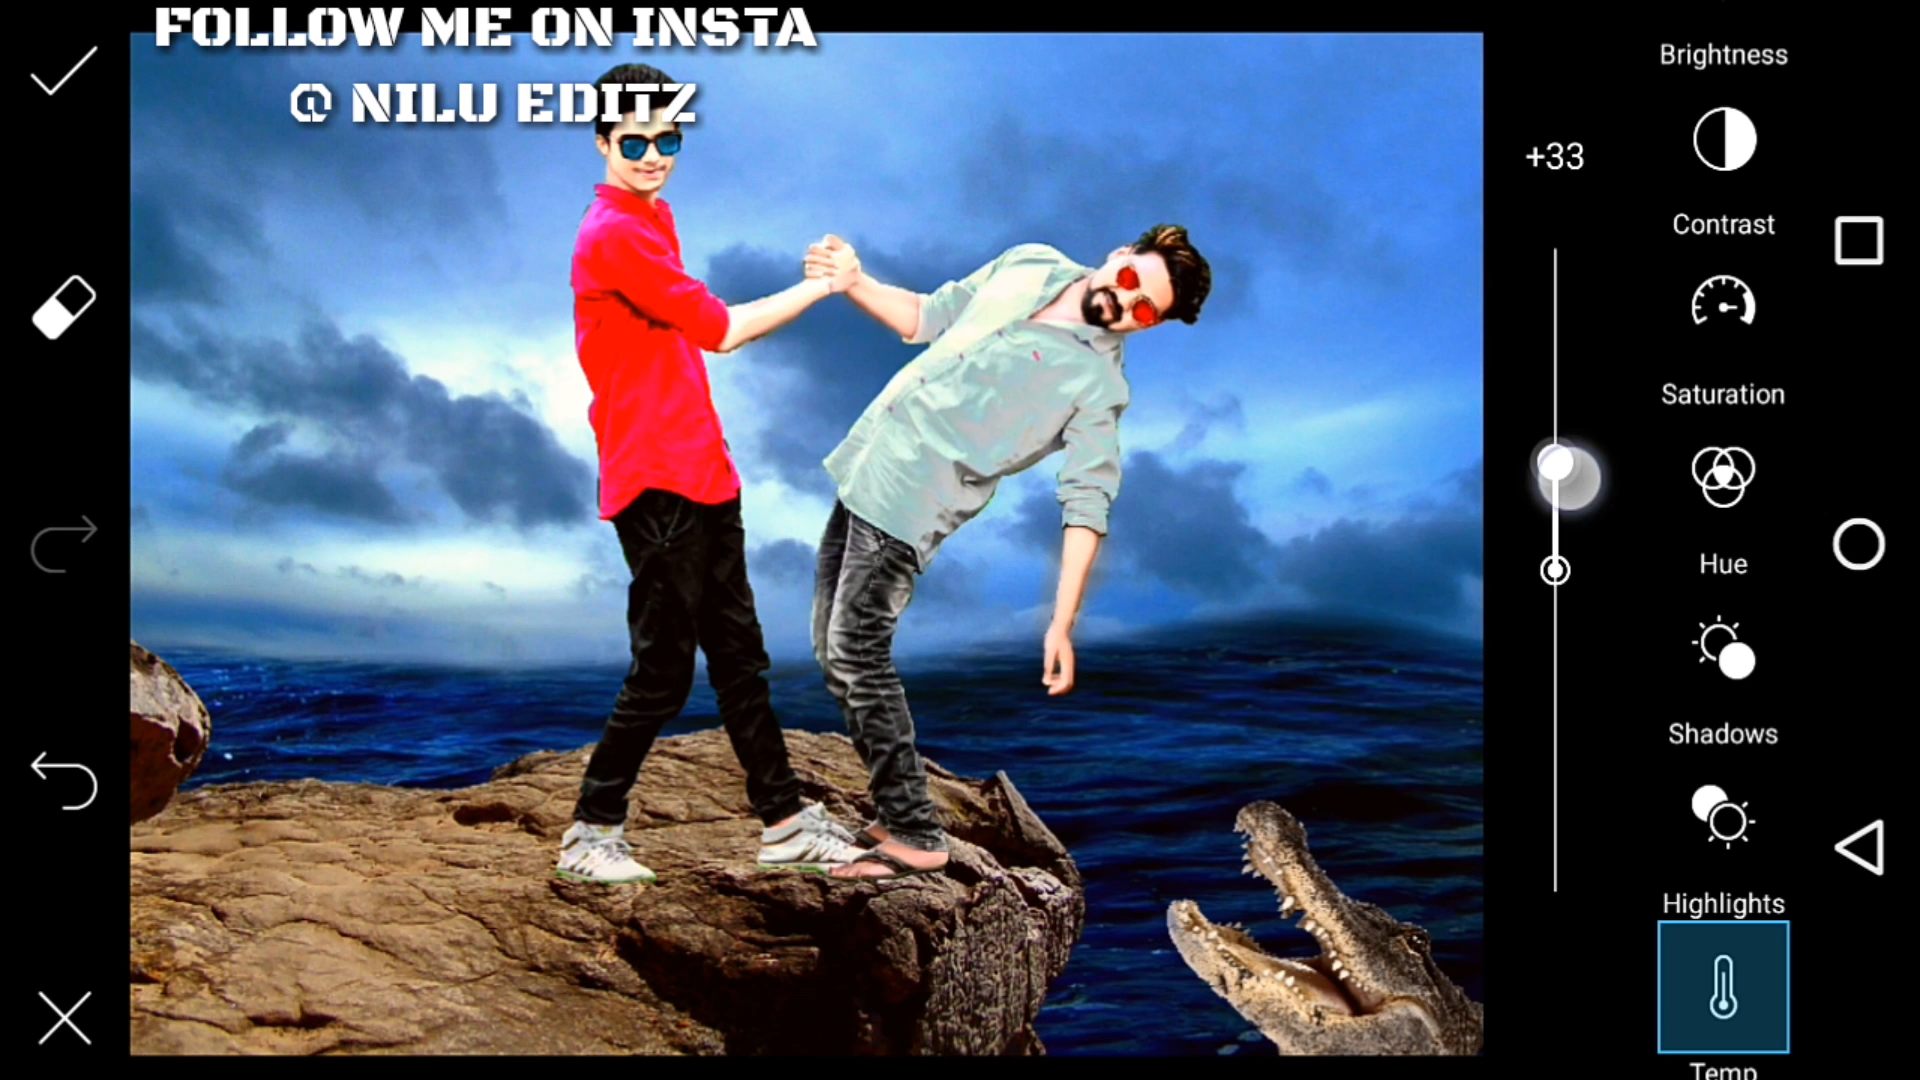 FOLLOW ME ON INSTA
@ NILU EDITZ
+33
Brightness
Contrast
Saturation
Hue
Shadows
Highlights
Temp